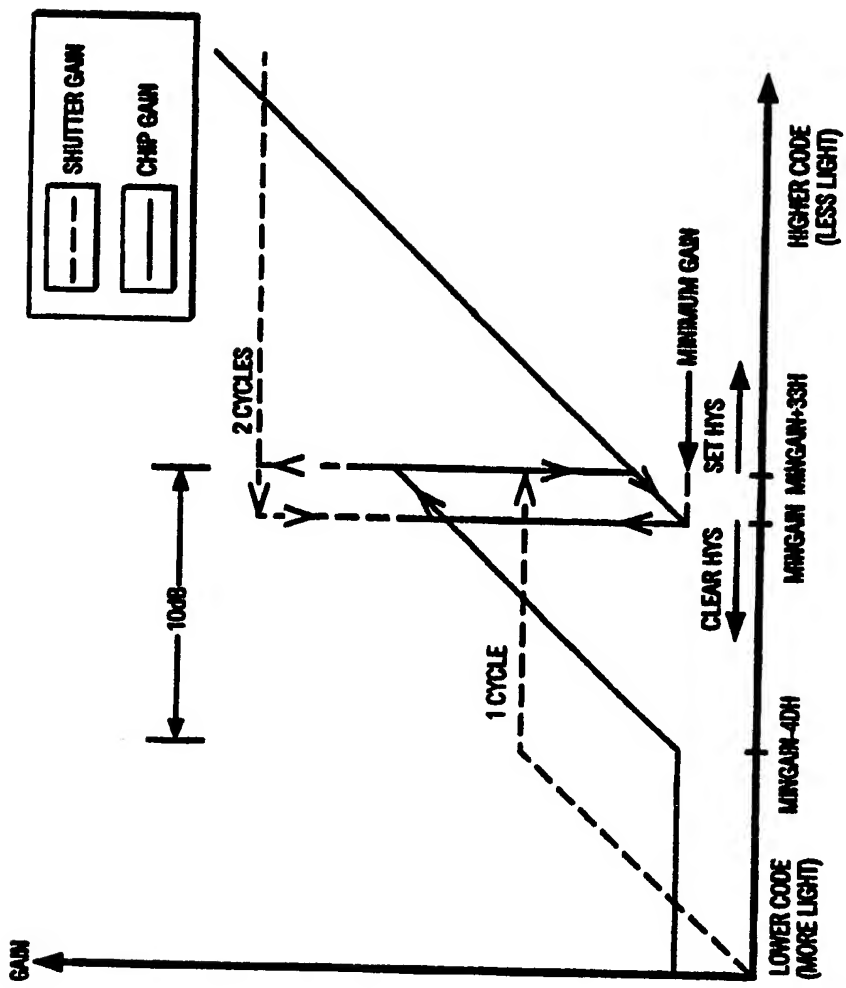 GAIN
SHUTTER GAIN
CHIP GAIN
10dB
2 CYCLES
1 CYCLE
MINIMUM GAIN
CLEAR HYS
SET HYS
LOWER CODE
(MORE LIGHT)
MINGAIN-4DH
MINGAIN
MINGAIN+33H
HIGHER CODE
(LESS LIGHT)